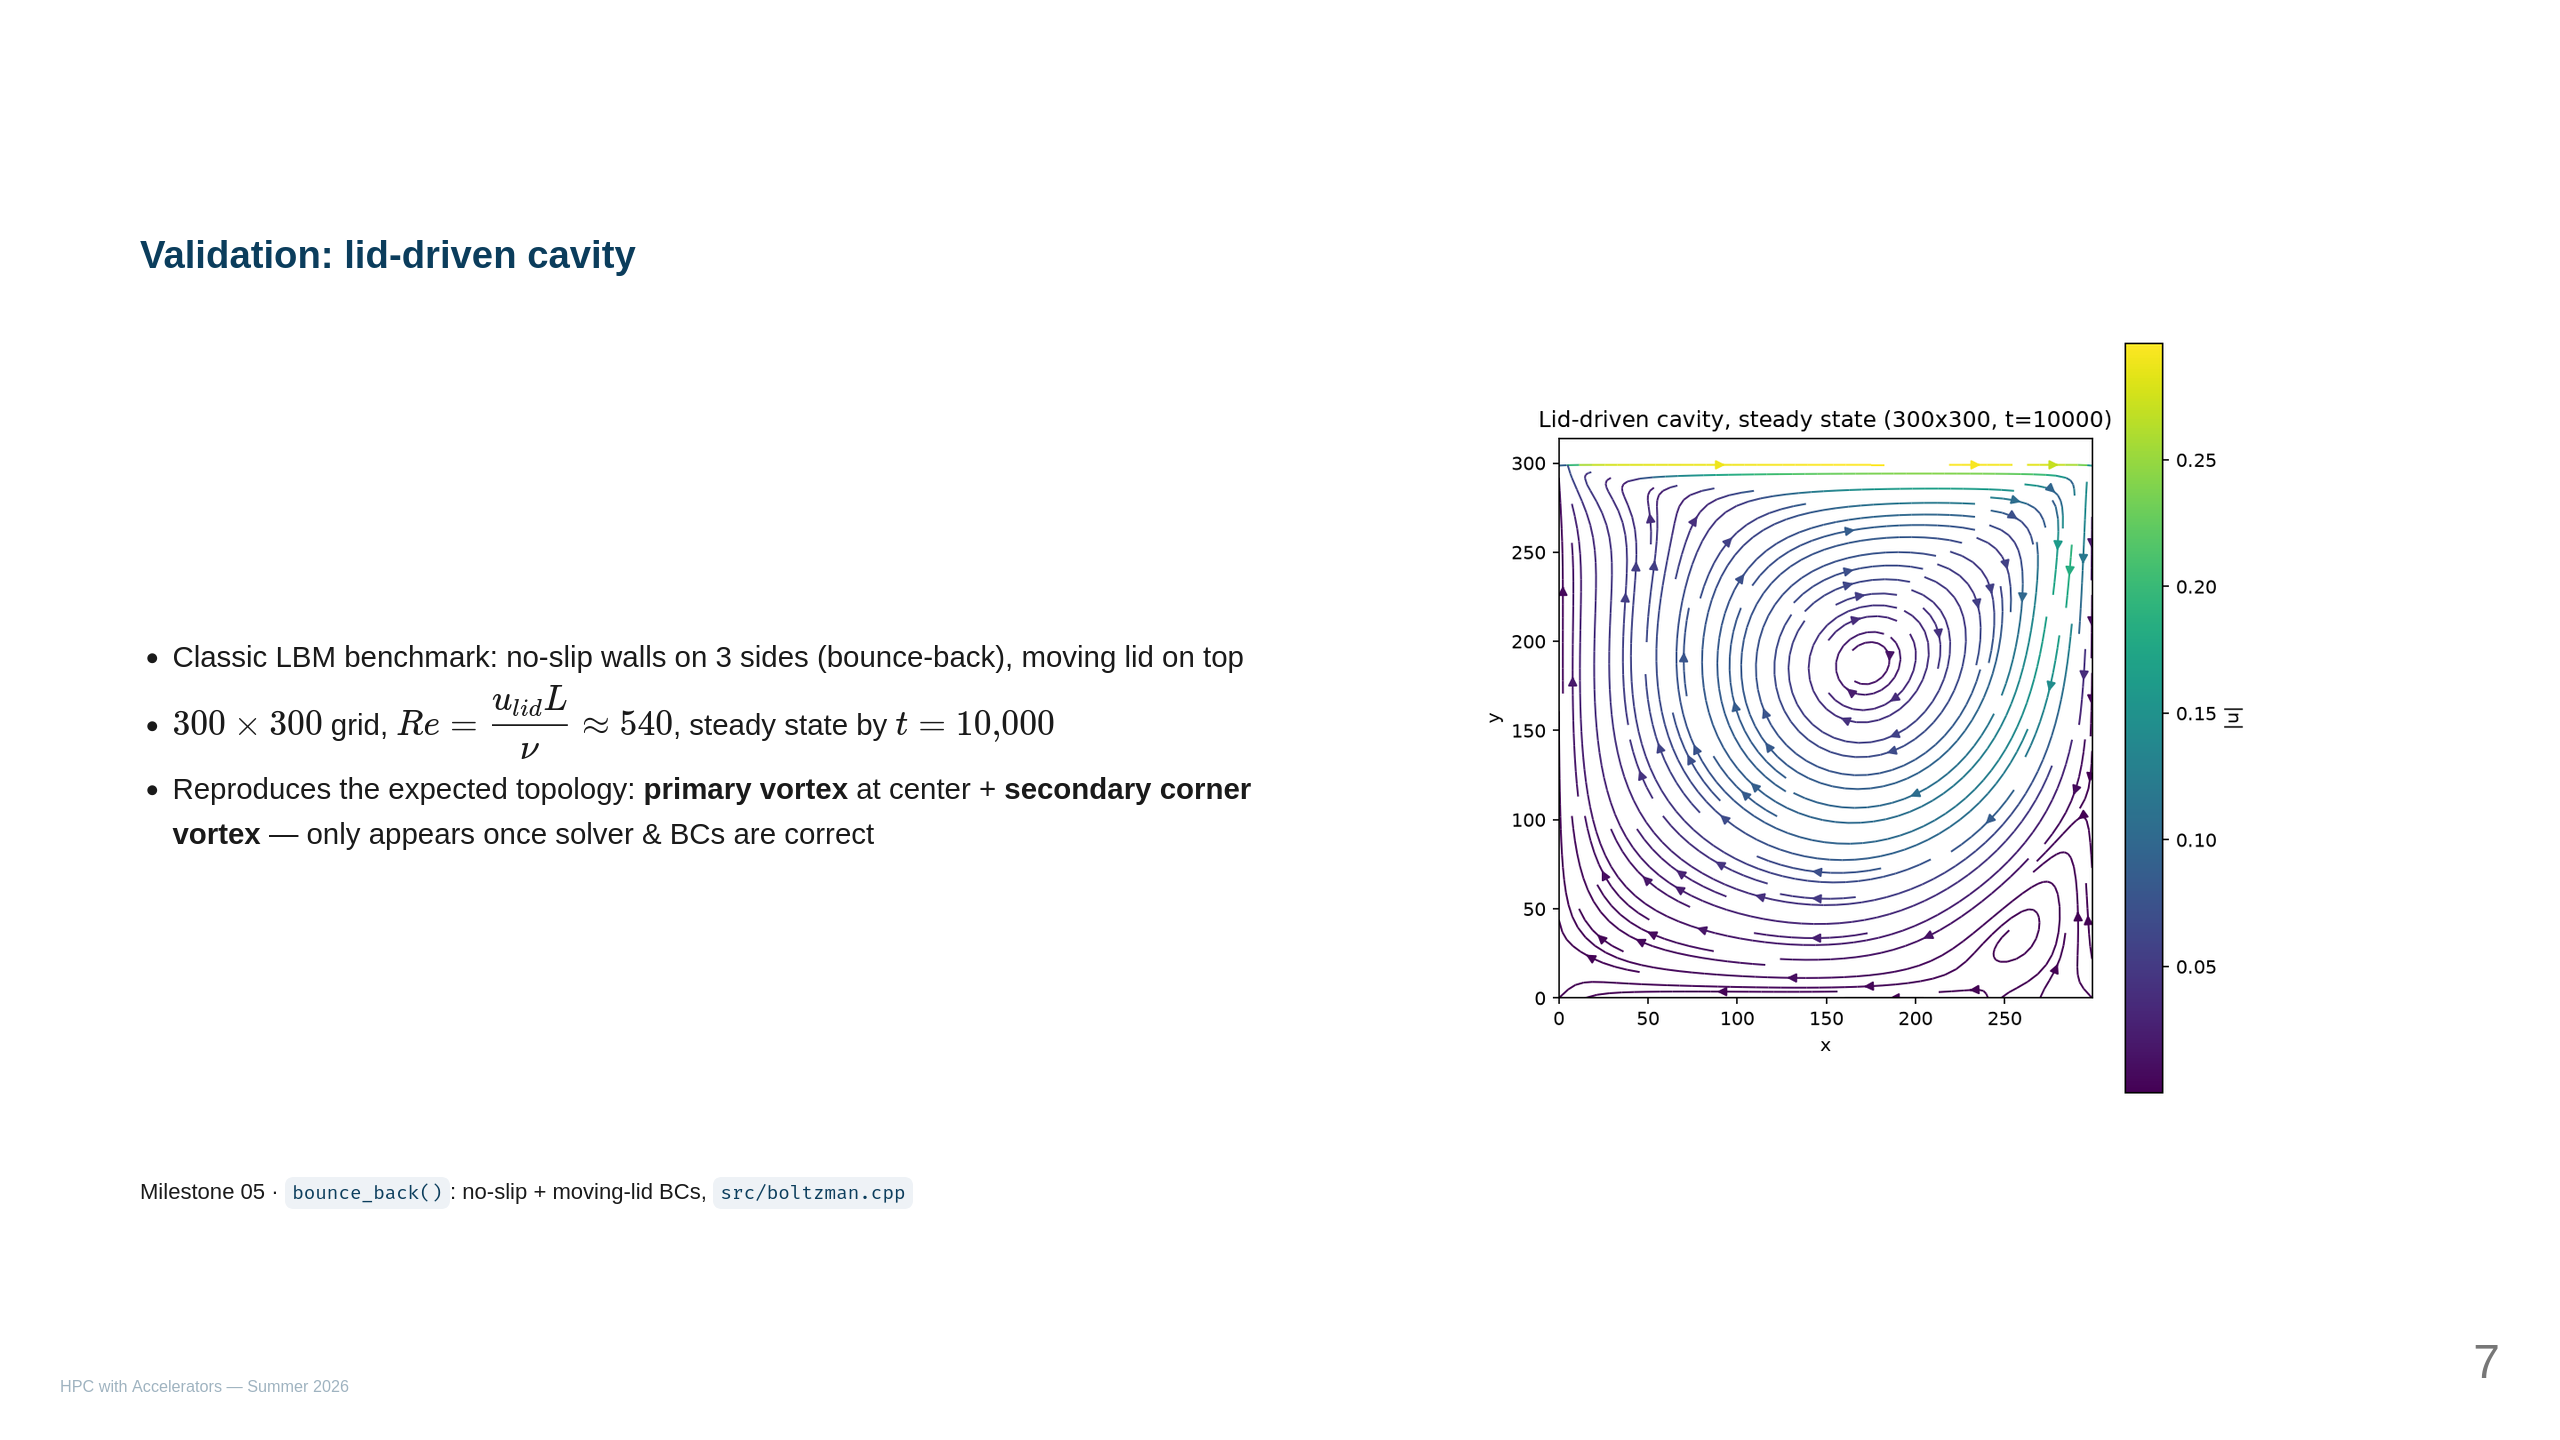 Validation: lid-driven cavity
• Classic LBM benchmark: no-slip walls on 3 sides (bounce-back), moving lid on top
• 300 × 300 grid, Re = u_lid L / ν ≈ 540, steady state by t = 10,000
• Reproduces the expected topology: primary vortex at center + secondary corner
vortex — only appears once solver & BCs are correct
Milestone 05 · bounce_back(): no-slip + moving-lid BCs, src/boltzman.cpp
Lid-driven cavity, steady state (300x300, t=10000)
300
250
200
150
100
50
0
y
0 50 100 150 200 250
x
0.25
0.20
0.15
0.10
0.05
|u|
HPC with Accelerators — Summer 2026
7